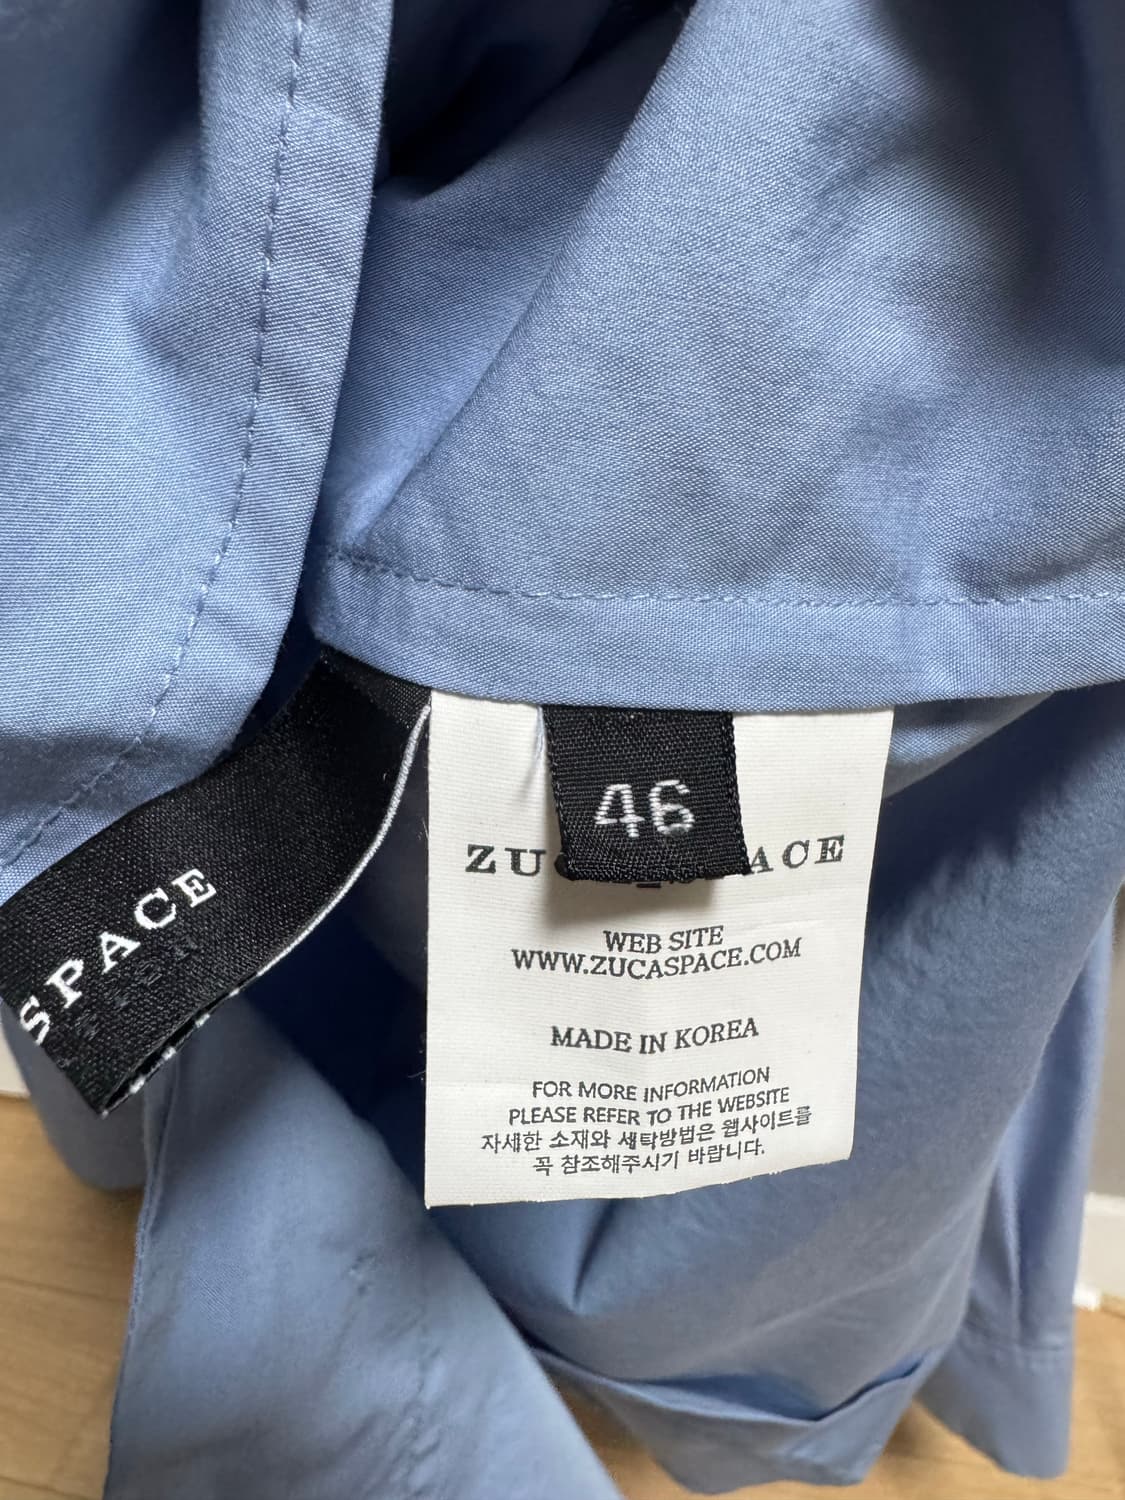 46
ZU ACE
WEB SITE
WWW.ZUCASPACE.COM
MADE IN KOREA
FOR MORE INFORMATION
PLEASE REFER TO THE WEBSITE
자세한 소재와 세탁방법은 웹사이트를
꼭 참조해주시기 바랍니다.
SPACE